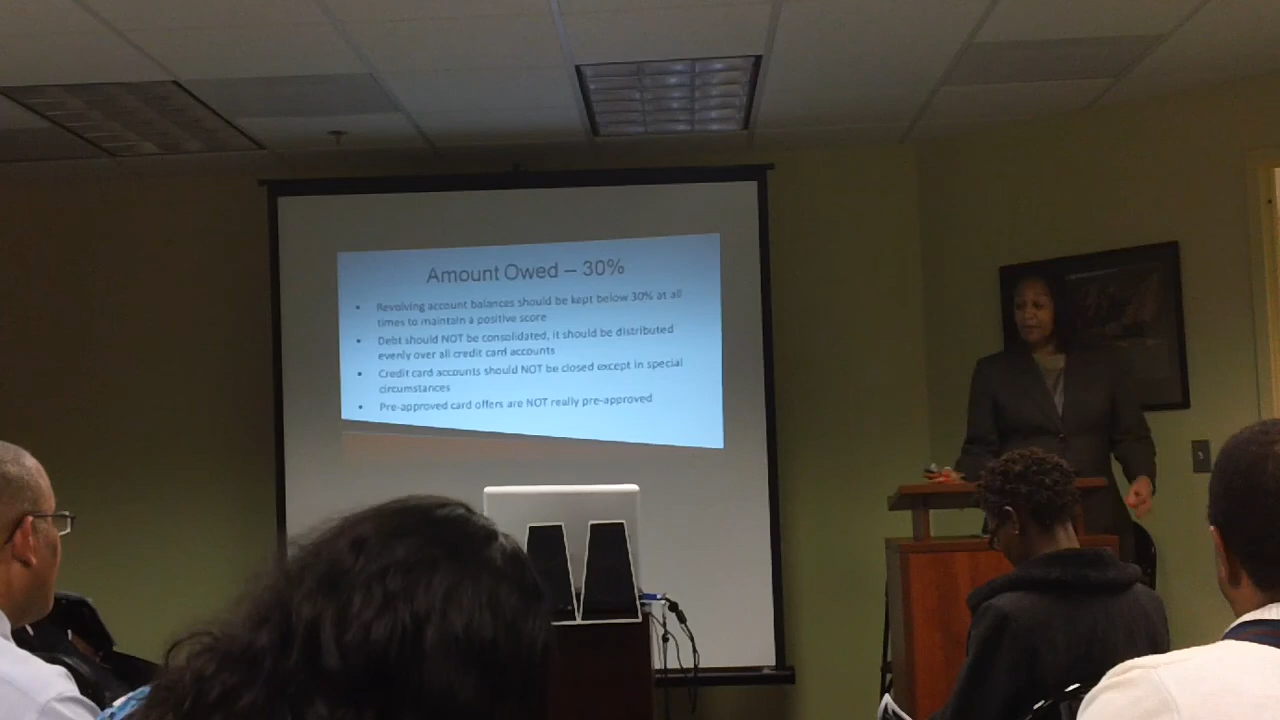 Amount Owed – 30%
• Revolving account balances should be kept below 30% at all
times to maintain a positive score
• Debt should NOT be consolidated, it should be distributed
evenly over all credit card accounts
• Credit card accounts should NOT be closed except in special
circumstances
• Pre-approved card offers are NOT really pre-approved